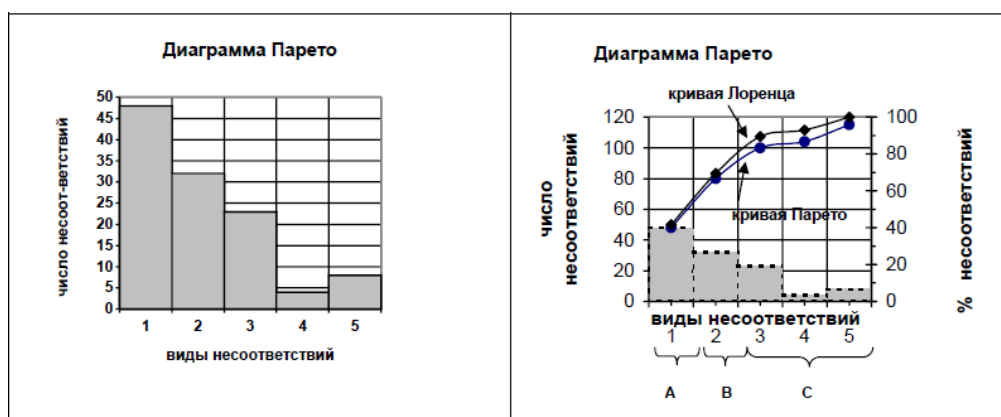 Диаграмма Парето
число несоот-ветствий
50
45
40
35
30
25
20
15
10
5
0
1 2 3 4 5
виды несоответствий
Диаграмма Парето
кривая Лоренца
кривая Парето
число
несоответствий
120
100
80
60
40
20
0
100
80
60
40
20
0
% несоответствий
виды несоответствий
1 2 3 4 5
A B C